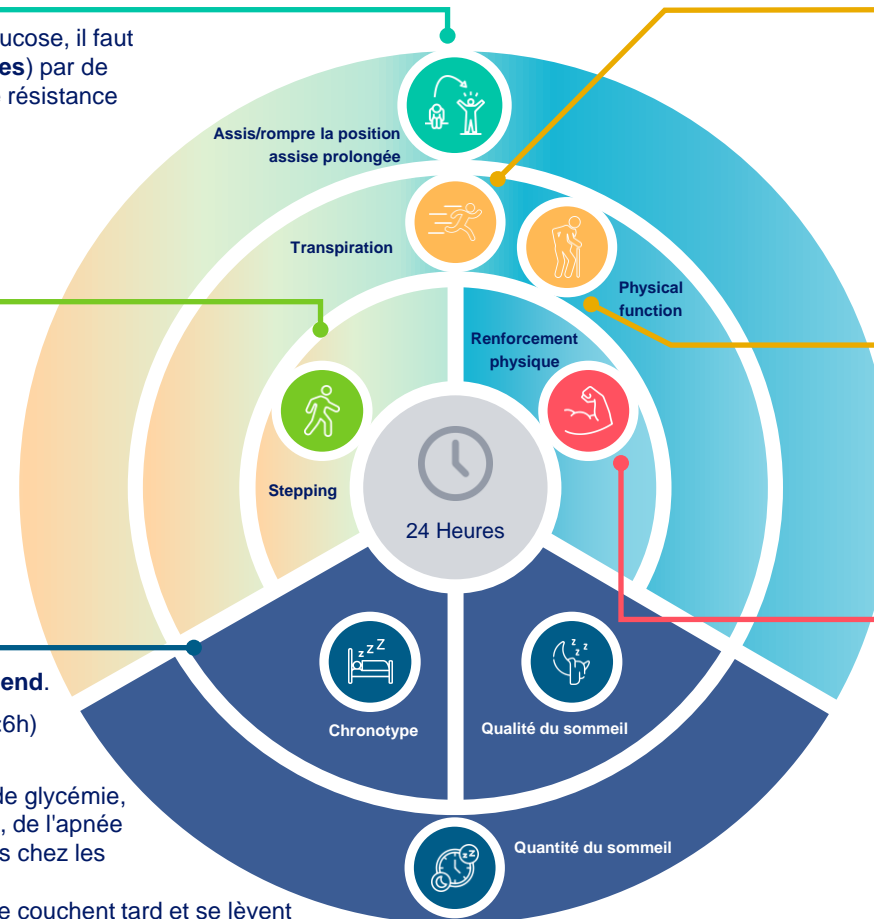 ucose, il faut
es) par de
e résistance
Assis/rompre la position
assise prolongée
Transpiration
Physical
function
Renforcement
physique
Stepping
24 Heures
end.
6h)
Chronotype
Qualité du sommeil
de glycémie,
, de l'apnée
s chez les
Quantité du sommeil
e couchent tard et se lèvent